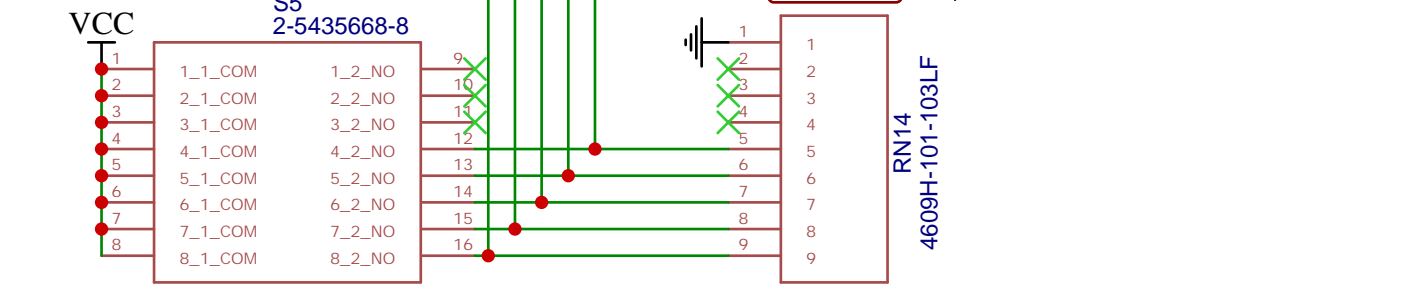 S5
2-5435668-8
VCC
1 1_1_COM 1_2_NO 9
2 2_1_COM 2_2_NO 10
3 3_1_COM 3_2_NO 11
4 4_1_COM 4_2_NO 12
5 5_1_COM 5_2_NO 13
6 6_1_COM 6_2_NO 14
7 7_1_COM 7_2_NO 15
8 8_1_COM 8_2_NO 16
1 1
2 2
3 3
4 4
5 5
6 6
7 7
8 8
9 9
RN14
4609H-101-103LF